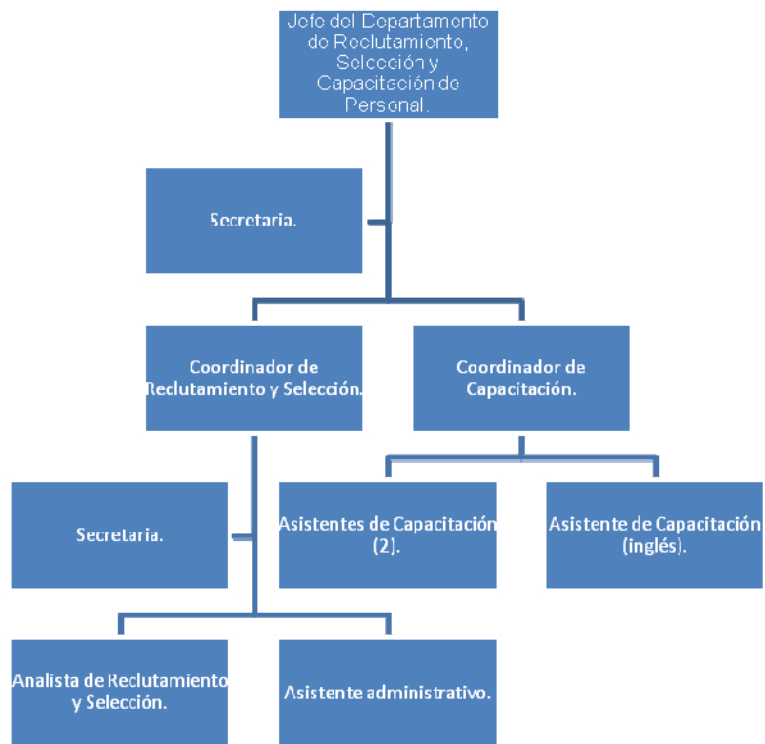 Jefe del Departamento
de Reclutamiento,
Selección y
Capacitación de
Personal.
Secretaria.
Coordinador de
Reclutamiento y Selección.
Coordinador de
Capacitación.
Secretaria.
Asistentes de Capacitación
(2).
Asistente de Capacitación
(inglés).
Analista de Reclutamiento
y Selección.
Asistente administrativo.